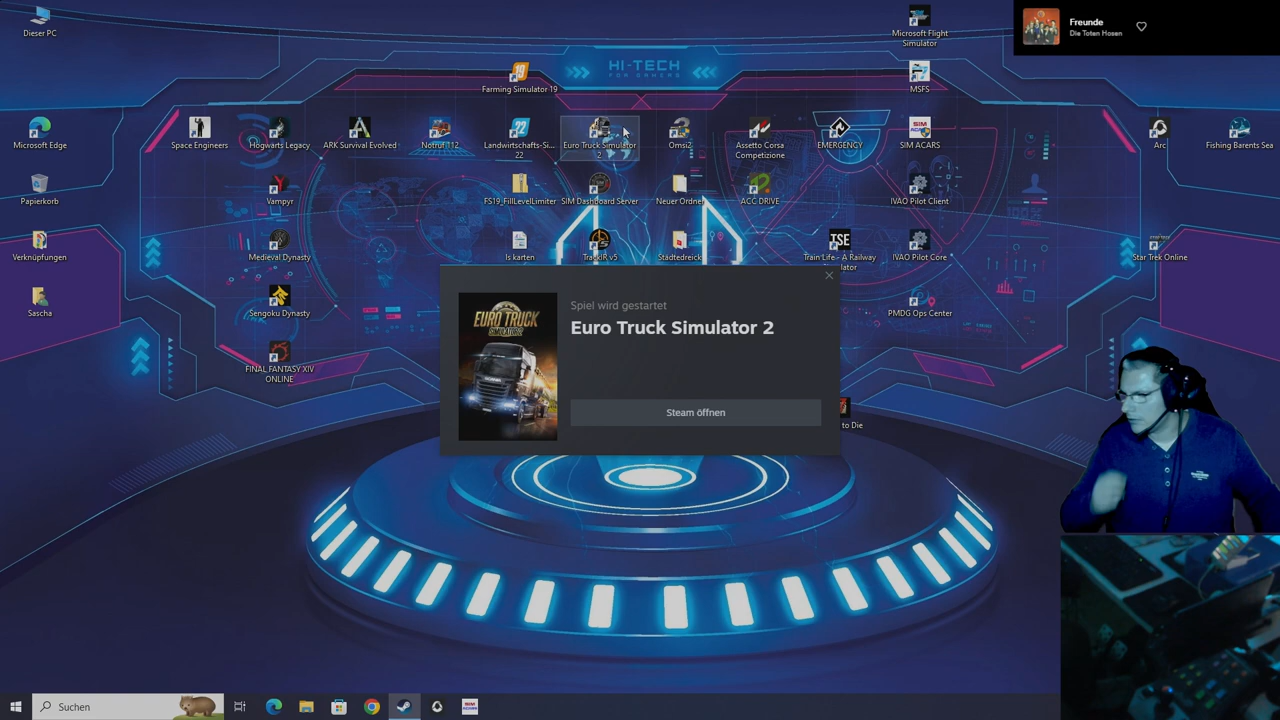 Dieser PC
Microsoft Flight
Simulator
Freunde
Die Toten Hosen
HI-TECH
FOR GAMERS
Farming Simulator 19
MSFS
Microsoft Edge
Space Engineers
Hogwarts Legacy
ARK Survival Evolved
Notruf 112
Landwirtschafts-Si...
22
Euro Truck Simulator
2
Omsi2
Assetto Corsa
Competizione
EMERGENCY
SIM ACARS
Arc
Fishing Barents Sea
Papierkorb
Vampyr
FS19_FillLevelLimiter
SIM Dashboard Server
Neuer Ordner
ACC DRIVE
IVAO Pilot Client
Verknüpfungen
Medieval Dynasty
ls karten
TrackIR v5
Städtedreieck
TSE
Train Life - A Railway
IVAO Pilot Core
Star Trek Online
Sascha
Sengoku Dynasty
PMDG Ops Center
FINAL FANTASY XIV
ONLINE
EURO TRUCK
SIMULATOR 2
Spiel wird gestartet
Euro Truck Simulator 2
Steam öffnen
to Die
Suchen